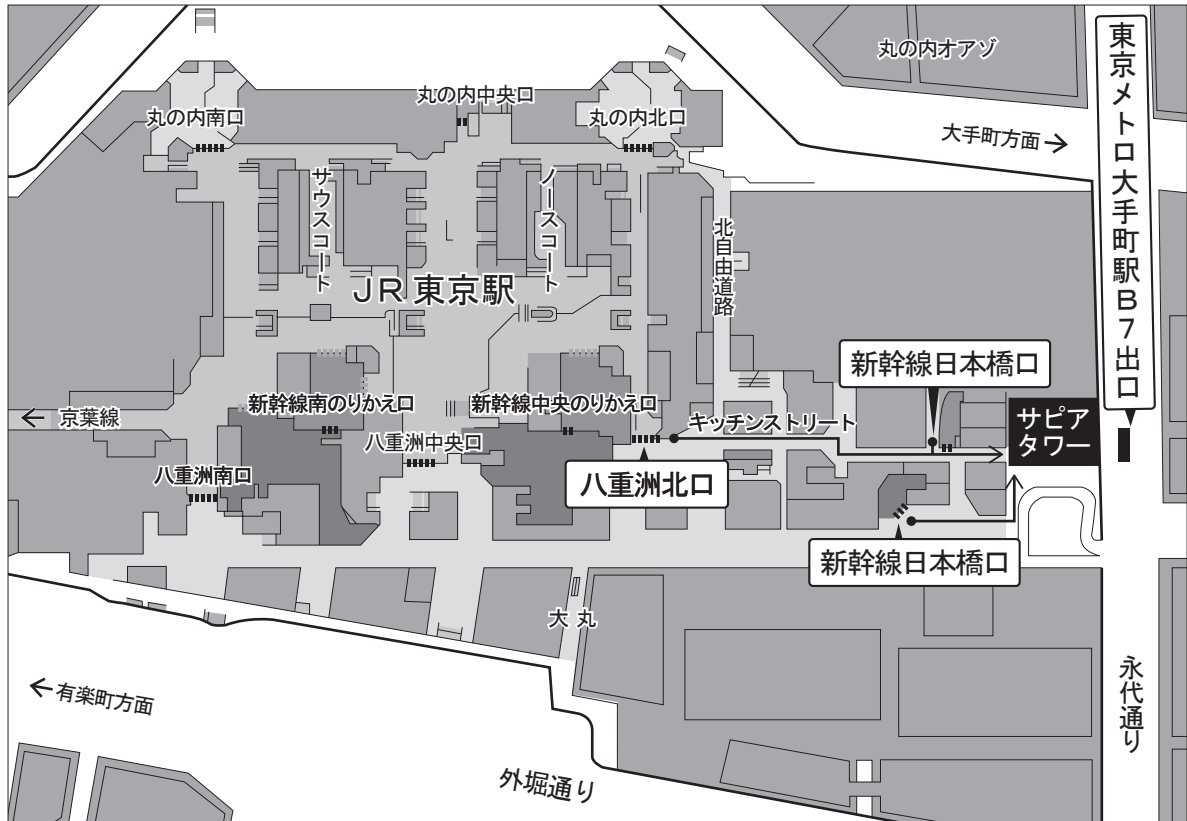 丸の内オアゾ
東京メトロ大手町駅B7出口
丸の内南口
丸の内中央口
丸の内北口
大手町方面→
サウスコート
ノースコート
北自由道路
JR東京駅
新幹線日本橋口
←京葉線
新幹線南のりかえ口
新幹線中央のりかえ口
キッチンストリート
サピア
タワー
八重洲中央口
八重洲南口
八重洲北口
新幹線日本橋口
大丸
←有楽町方面
外堀通り
永代通り